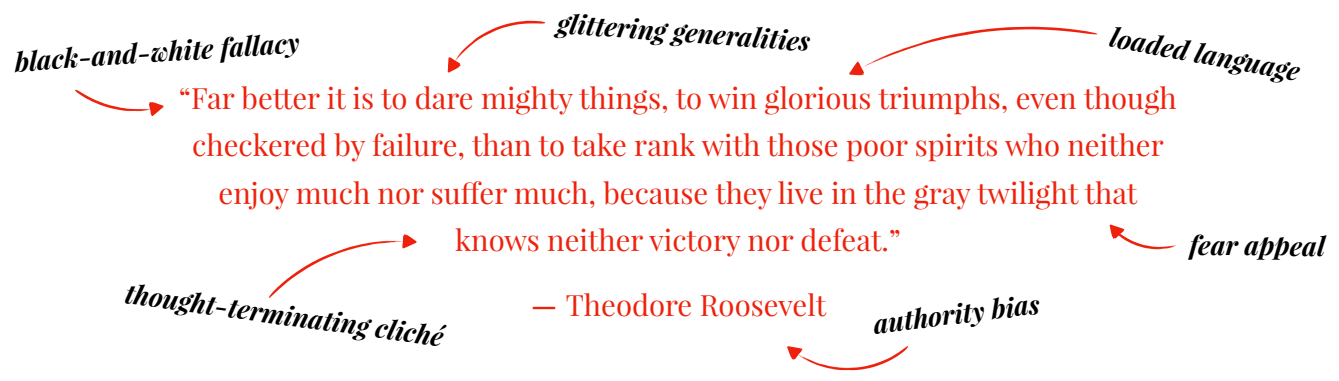 glittering generalities
black-and-white fallacy
loaded language
“Far better it is to dare mighty things, to win glorious triumphs, even though
checkered by failure, than to take rank with those poor spirits who neither
enjoy much nor suffer much, because they live in the gray twilight that
knows neither victory nor defeat.”
fear appeal
thought-terminating cliché
— Theodore Roosevelt
authority bias